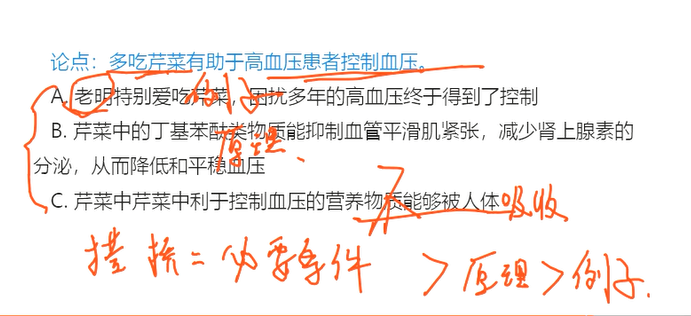 论点：多吃芹菜有助于高血压患者控制血压。
A. 老明特别爱吃芹菜，困扰多年的高血压终于得到了控制
例子
B. 芹菜中的丁基苯酞类物质能抑制血管平滑肌紧张，减少肾上腺素的
原理
分泌，从而降低和平稳血压
C. 芹菜中芹菜中利于控制血压的营养物质能够被人体吸收
搭桥=必要条件 >原理>例子.